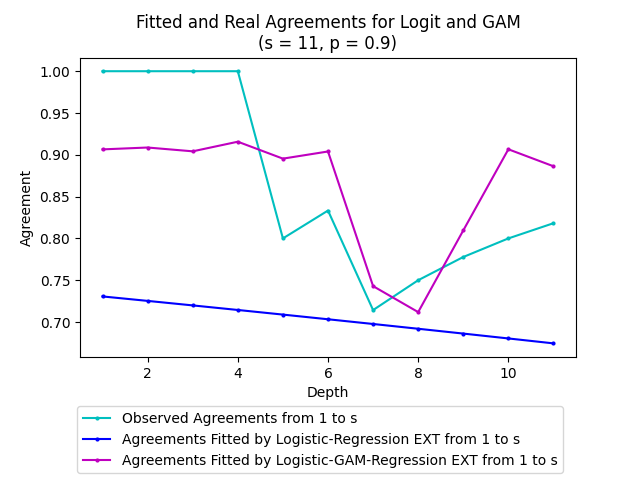 Fitted and Real Agreements for Logit and GAM
(s = 11, p = 0.9)
1.00
0.95
0.90
0.85
0.80
0.75
0.70
Agreement
2
4
6
8
10
Depth
Observed Agreements from 1 to s
Agreements Fitted by Logistic-Regression EXT from 1 to s
Agreements Fitted by Logistic-GAM-Regression EXT from 1 to s